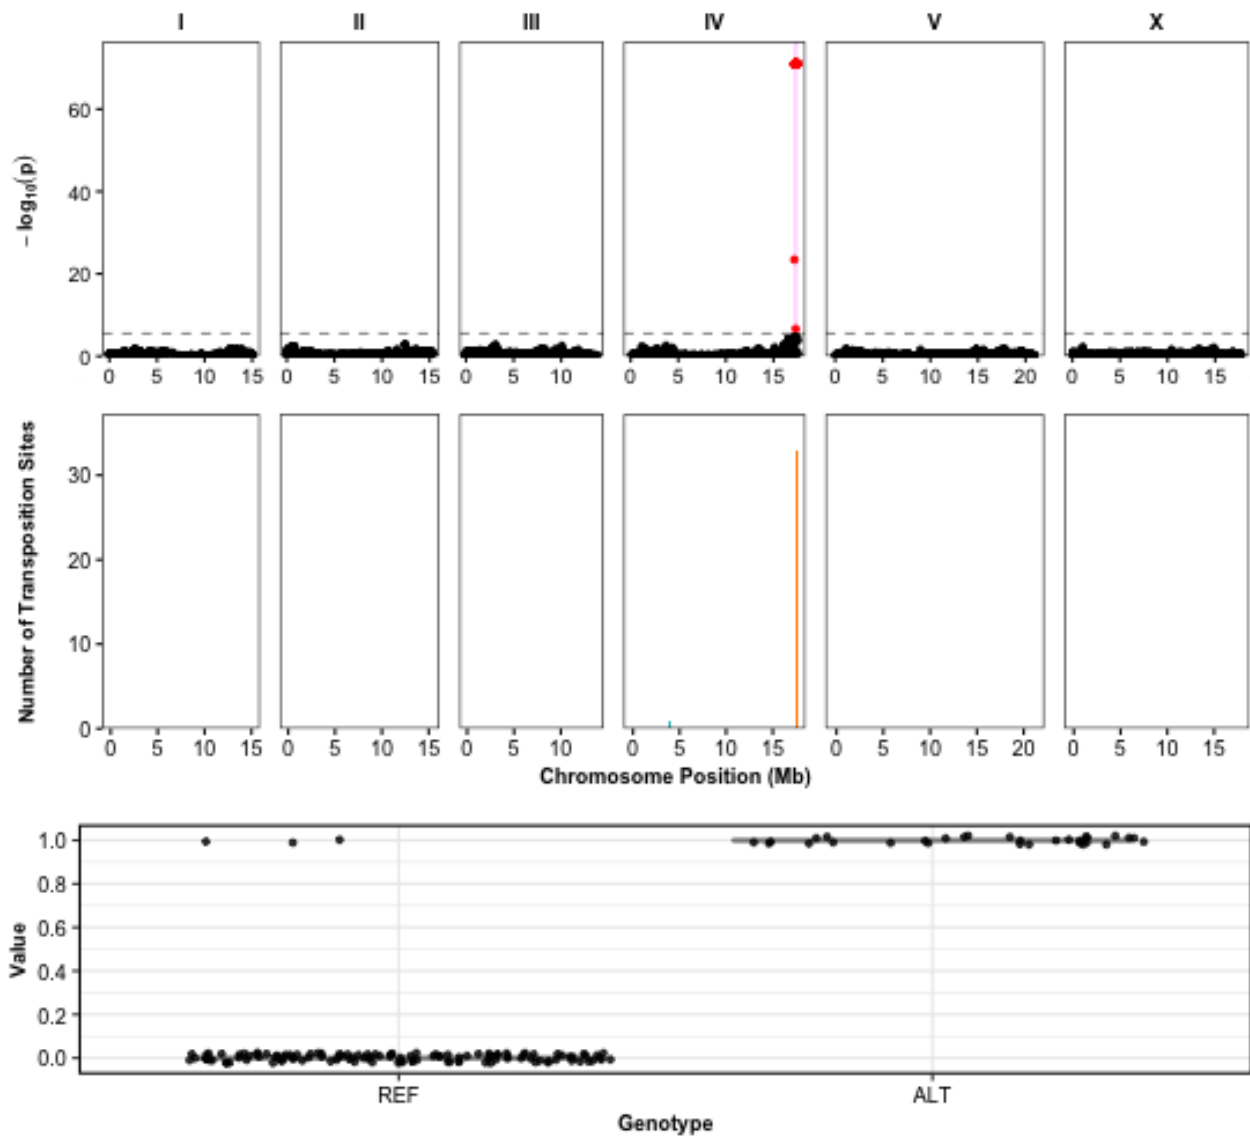 I II III IV V X
60
40
20
0
− log₁₀(p)
0 5 10 15 0 5 10 15 0 5 10 0 5 10 15 0 5 10 15 20 0 5 10 15
30
20
10
0
Number of Transposition Sites
0 5 10 15 0 5 10 15 0 5 10 0 5 10 15 0 5 10 15 20 0 5 10 15
Chromosome Position (Mb)
1.0
0.8
0.6
0.4
0.2
0.0
Value
REF ALT
Genotype